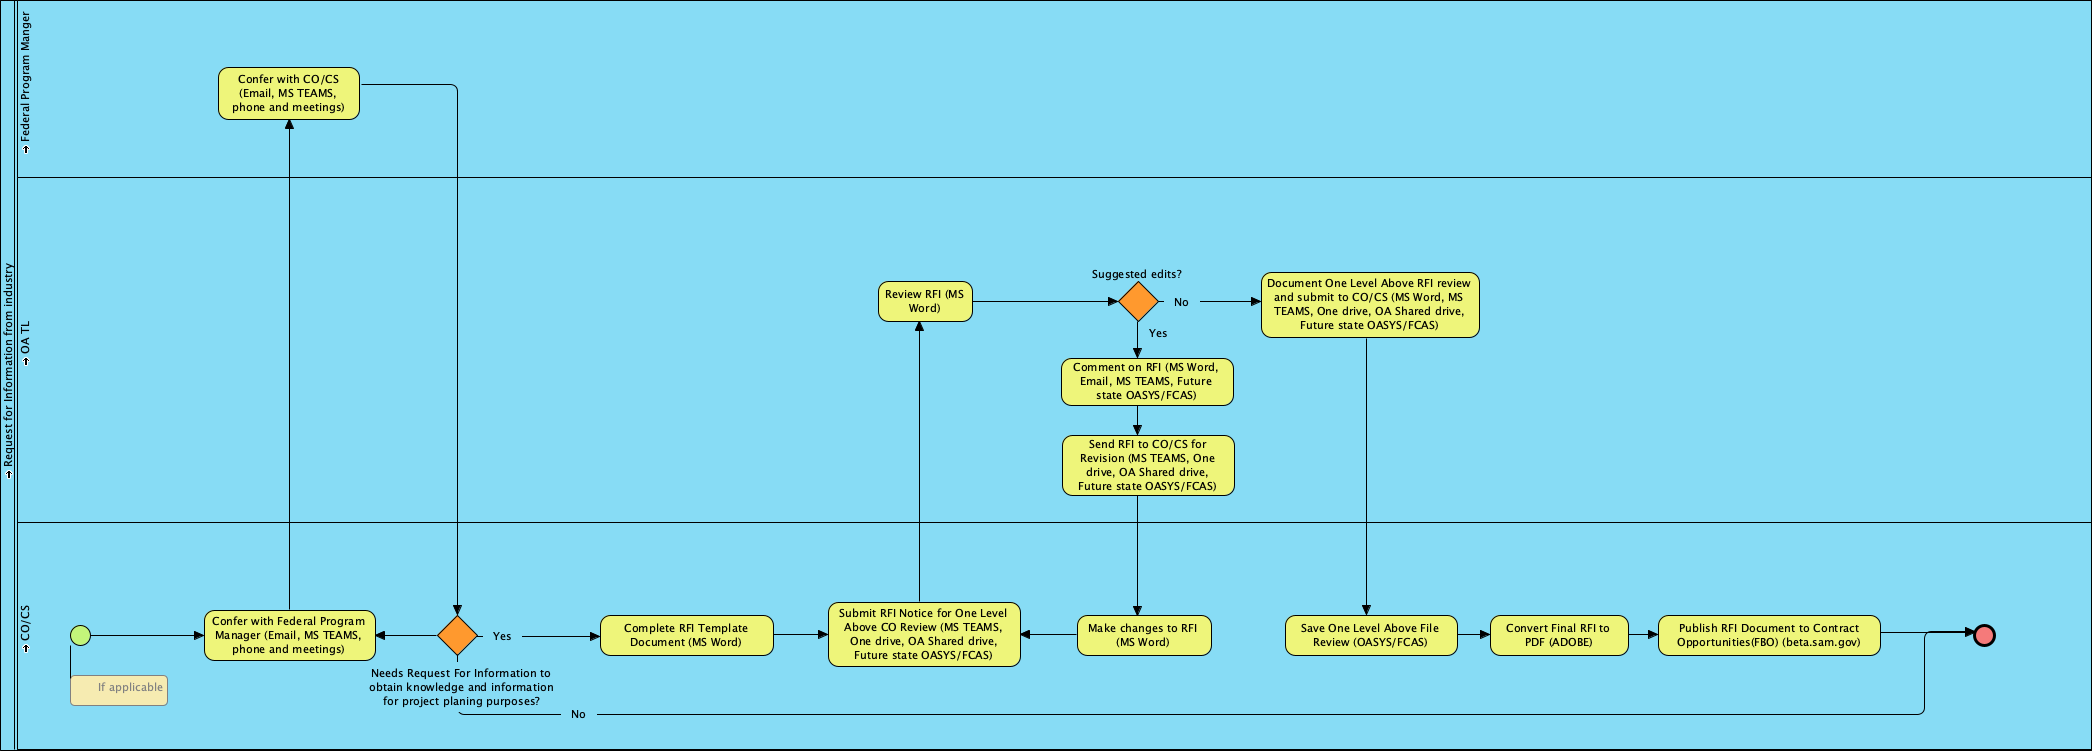 Request for Information from industry
Federal Program Manger
Confer with CO/CS
(Email, MS TEAMS,
phone and meetings)
OA TL
Review RFI (MS
Word)
Suggested edits?
No
Yes
Document One Level Above RFI review
and submit to CO/CS (MS Word, MS
TEAMS, One drive, OA Shared drive,
Future state OASYS/FCAS)
Comment on RFI (MS Word,
Email, MS TEAMS, Future
state OASYS/FCAS)
Send RFI to CO/CS for
Revision (MS TEAMS, One
drive, OA Shared drive,
Future state OASYS/FCAS)
CO/CS
If applicable
Confer with Federal Program
Manager (Email, MS TEAMS,
phone and meetings)
Needs Request For Information to
obtain knowledge and information
for project planing purposes?
Yes
No
Complete RFI Template
Document (MS Word)
Submit RFI Notice for One Level
Above CO Review (MS TEAMS,
One drive, OA Shared drive,
Future state OASYS/FCAS)
Make changes to RFI
(MS Word)
Save One Level Above File
Review (OASYS/FCAS)
Convert Final RFI to
PDF (ADOBE)
Publish RFI Document to Contract
Opportunities(FBO) (beta.sam.gov)